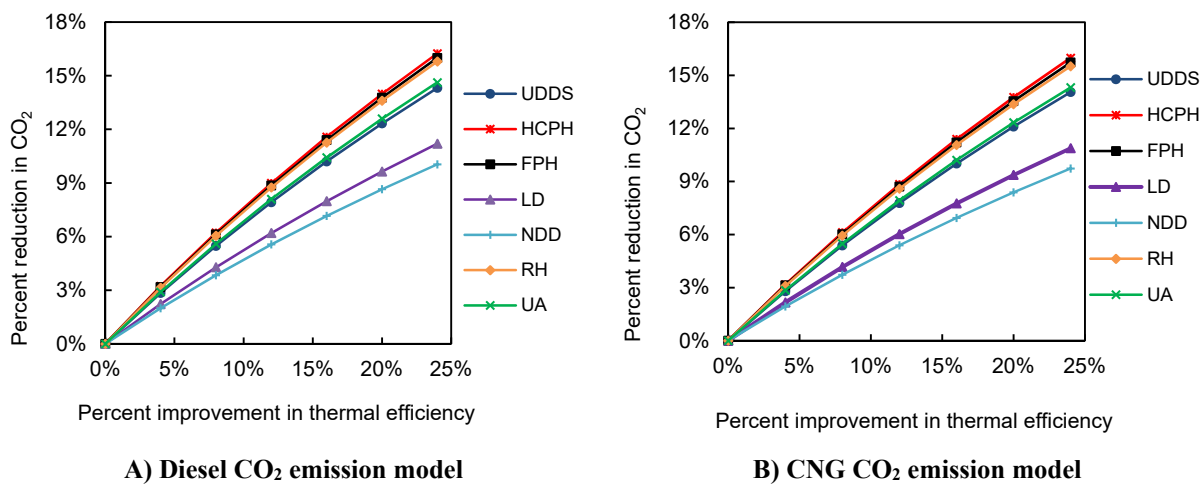 18%
15%
12%
9%
6%
3%
0%
0%
5%
10%
15%
20%
25%
Percent reduction in CO₂
Percent improvement in thermal efficiency
UDDS
HCPH
FPH
LD
NDD
RH
UA
A) Diesel CO₂ emission model
18%
15%
12%
9%
6%
3%
0%
0%
5%
10%
15%
20%
25%
Percent reduction in CO₂
Percent improvement in thermal efficiency
UDDS
HCPH
FPH
LD
NDD
RH
UA
B) CNG CO₂ emission model